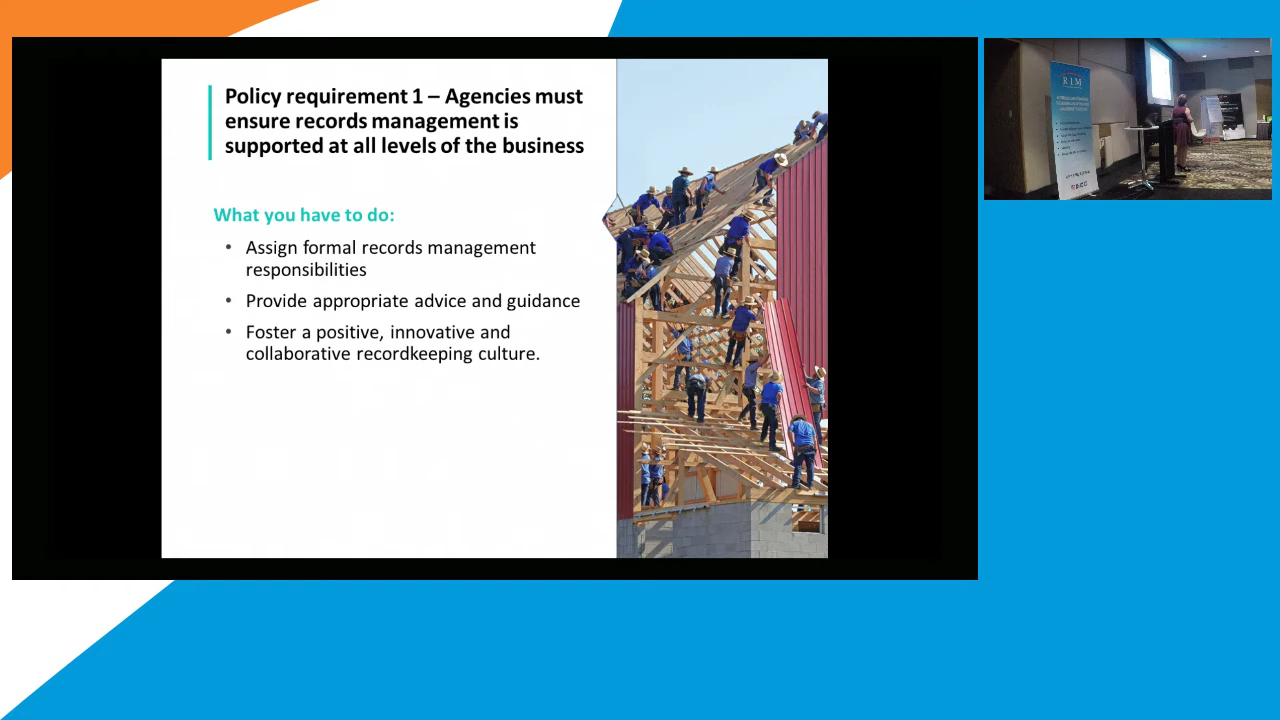 Policy requirement 1 – Agencies must
ensure records management is
supported at all levels of the business
What you have to do:
• Assign formal records management
responsibilities
• Provide appropriate advice and guidance
• Foster a positive, innovative and
collaborative recordkeeping culture.
RIM